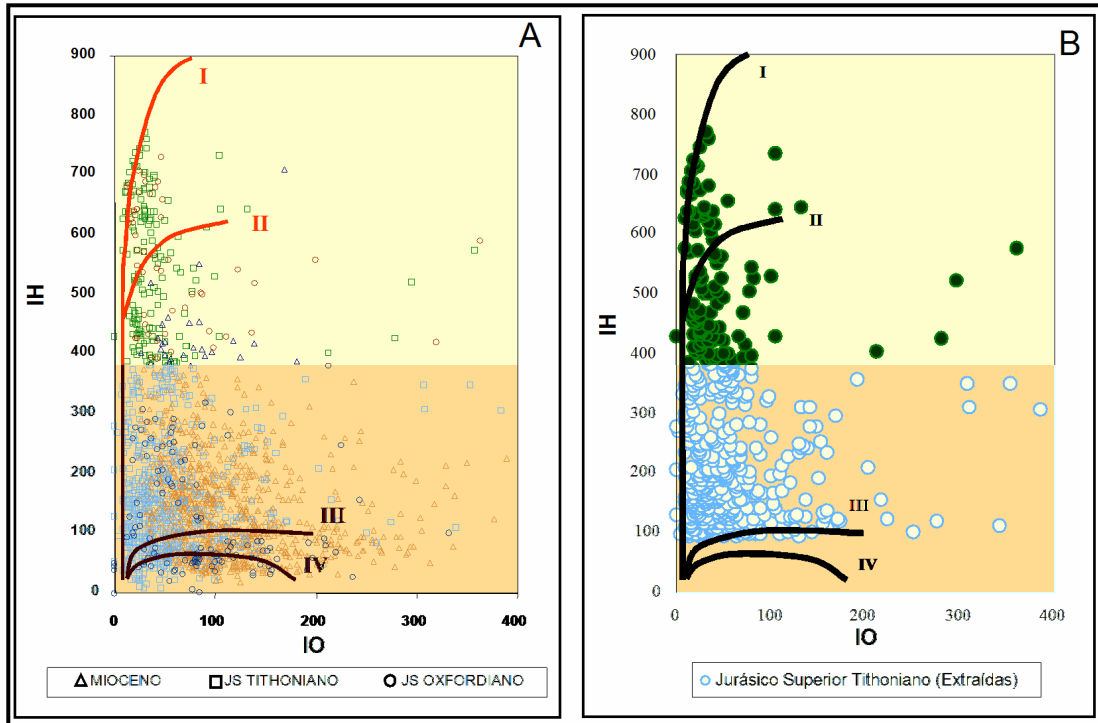 A
900
800
700
600
500
400
300
200
100
0
IH
I
II
III
IV
0 100 200 300 400
IO
MIOCENO JS TITHONIANO JS OXFORDIANO
B
900
800
700
600
500
400
300
200
100
0
IH
I
II
III
IV
0 100 200 300 400
IO
Jurásico Superior Tithoniano (Extraídas)